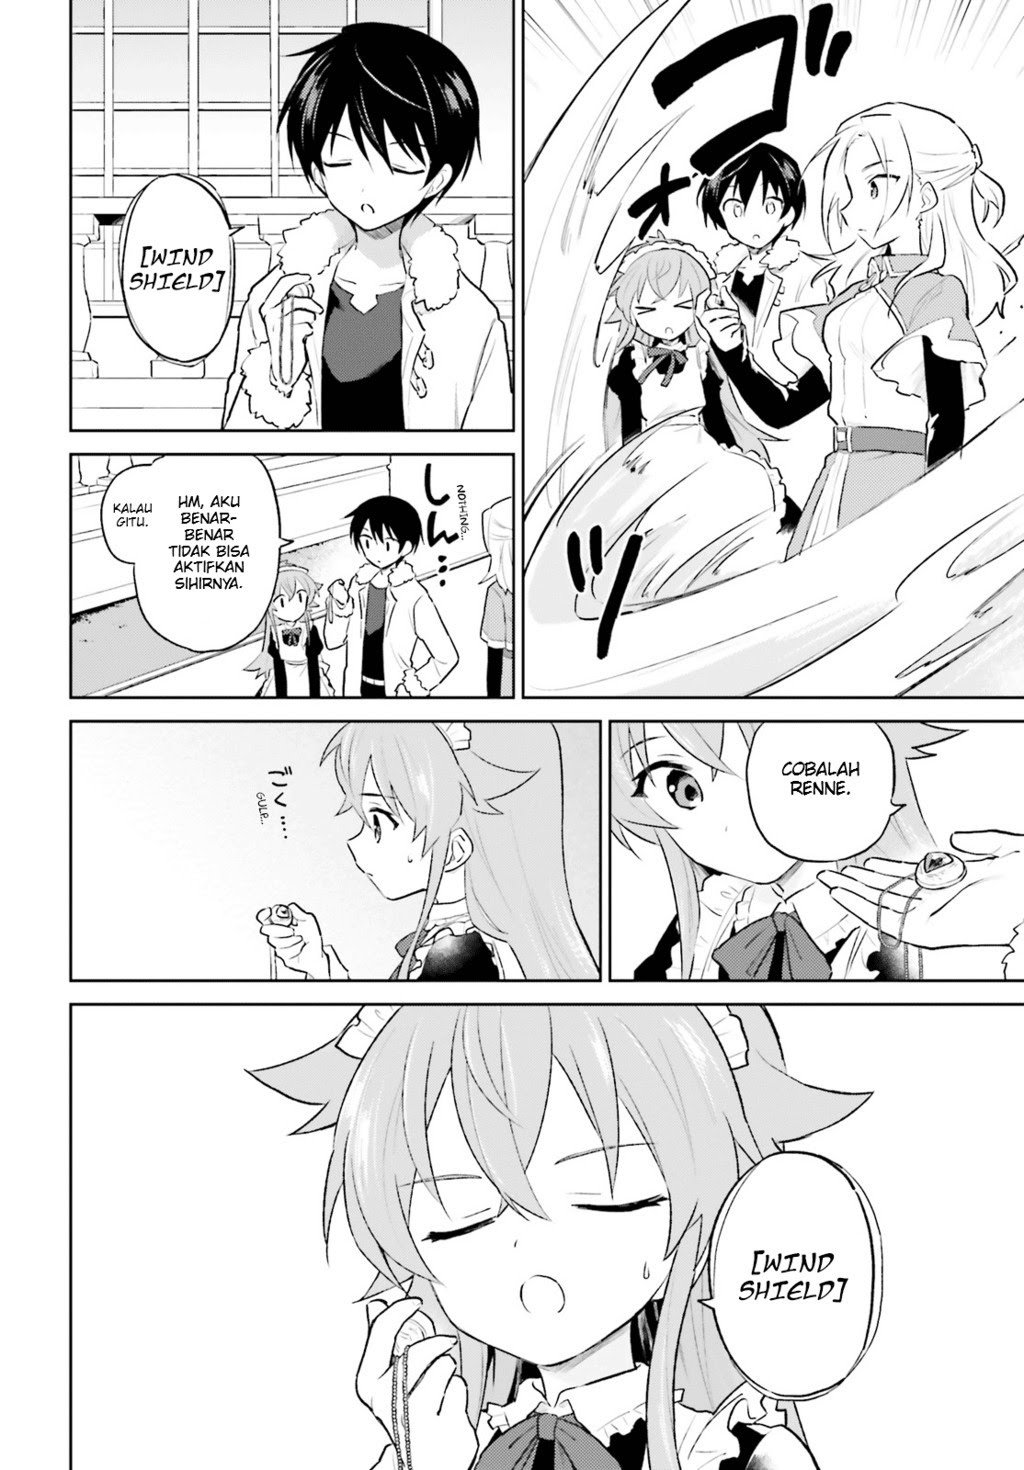 ゴオ
[WIND
SHIELD]
しん…
NOTHING...
HM, AKU
BENAR-
BENAR
TIDAK BISA
AKTIFKAN
SIHIRNYA.
KALAU
GITU.
COBALAH
RENNE.
ごく….
GULP...
[WIND
SHIELD]